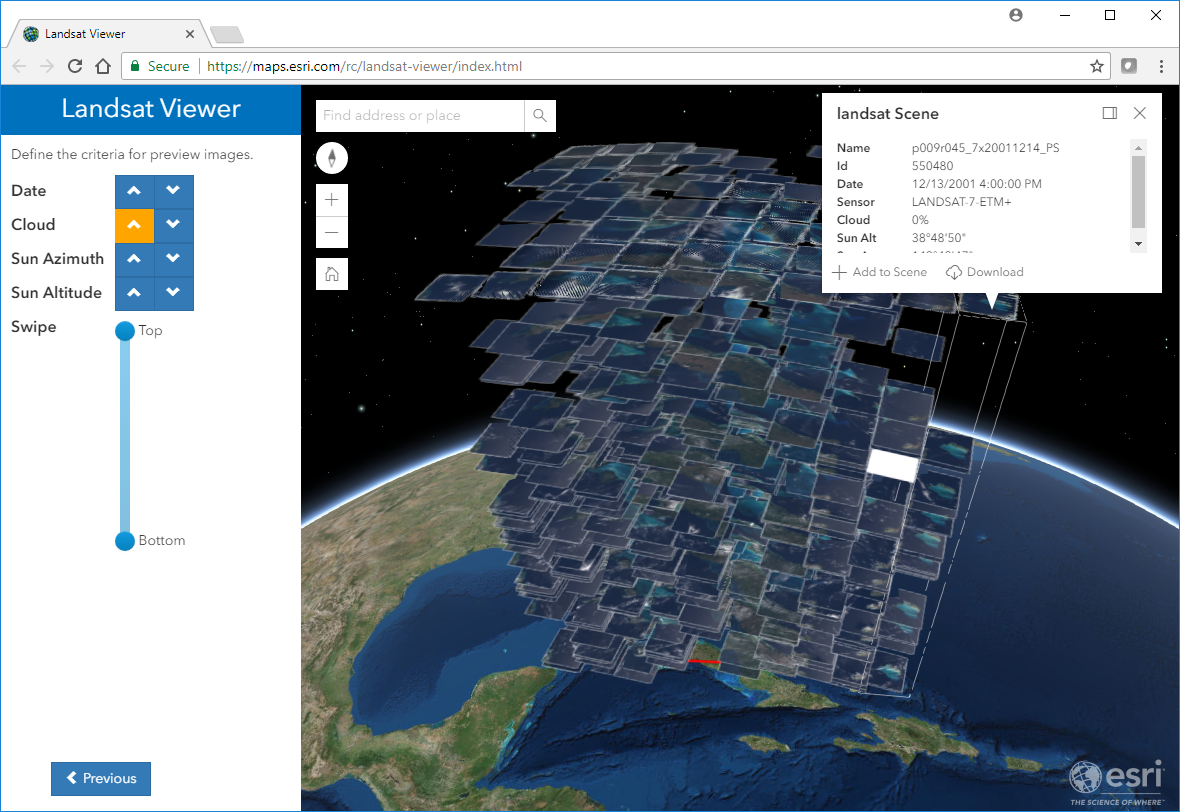 Landsat Viewer
Secure https://maps.esri.com/rc/landsat-viewer/index.html
Landsat Viewer
Define the criteria for preview images.
Date
Cloud
Sun Azimuth
Sun Altitude
Swipe
Top
Bottom
Previous
Find address or place
landsat Scene
Name p009r045_7x20011214_PS
Id 550480
Date 12/13/2001 4:00:00 PM
Sensor LANDSAT-7-ETM+
Cloud 0%
Sun Alt 38°48'50"
Add to Scene Download
esri
THE SCIENCE OF WHERE™